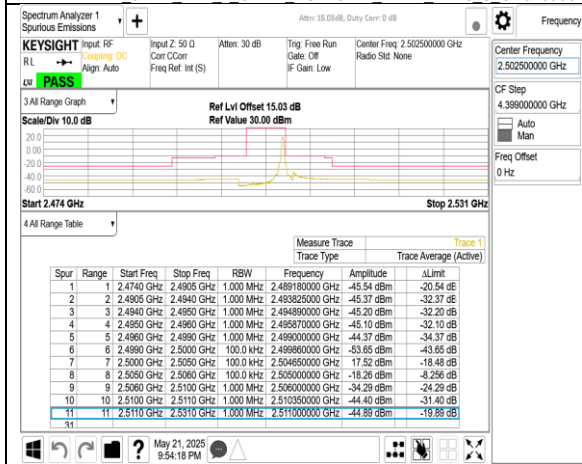 Spectrum Analyzer 1
Spurious Emissions
Attn: 15.03dB, Duty Corr: 0 dB
Frequency
KEYSIGHT Input: RF Input Z: 50 Ω Atten: 30 dB Trig: Free Run Center Freq: 2.502500000 GHz
RL Coupling: DC Corr CCorr Gate: Off Radio Std: None
Align: Auto Freq Ref: Int (S) IF Gain: Low
PASS
Center Frequency
2.502500000 GHz
CF Step
4.399000000 GHz
Auto
Man
Freq Offset
0 Hz
3 All Range Graph
Ref Lvl Offset 15.03 dB
Scale/Div 10.0 dB Ref Value 30.00 dBm
20.0
0.00
-20.0
-40.0
-60.0
Start 2.474 GHz Stop 2.531 GHz
4 All Range Table
Measure Trace Trace 1
Trace Type Trace Average (Active)
Spur Range Start Freq Stop Freq RBW Frequency Amplitude ΔLimit
1 1 2.4740 GHz 2.4905 GHz 1.000 MHz 2.489180000 GHz -45.54 dBm -20.54 dB
2 2 2.4905 GHz 2.4940 GHz 1.000 MHz 2.493825000 GHz -45.37 dBm -32.37 dB
3 3 2.4940 GHz 2.4950 GHz 1.000 MHz 2.494890000 GHz -45.20 dBm -32.20 dB
4 4 2.4950 GHz 2.4960 GHz 1.000 MHz 2.495870000 GHz -45.10 dBm -32.10 dB
5 5 2.4960 GHz 2.4990 GHz 1.000 MHz 2.499000000 GHz -44.37 dBm -34.37 dB
6 6 2.4990 GHz 2.5000 GHz 100.0 kHz 2.499860000 GHz -53.65 dBm -43.65 dB
7 7 2.5000 GHz 2.5050 GHz 100.0 kHz 2.504650000 GHz 17.52 dBm -18.48 dB
8 8 2.5050 GHz 2.5060 GHz 100.0 kHz 2.505000000 GHz -18.26 dBm -8.256 dB
9 9 2.5060 GHz 2.5100 GHz 1.000 MHz 2.506000000 GHz -34.29 dBm -24.29 dB
10 10 2.5100 GHz 2.5110 GHz 1.000 MHz 2.510350000 GHz -44.40 dBm -31.40 dB
11 11 2.5110 GHz 2.5310 GHz 1.000 MHz 2.511000000 GHz -44.89 dBm -19.89 dB
31
May 21, 2025
9:54:18 PM